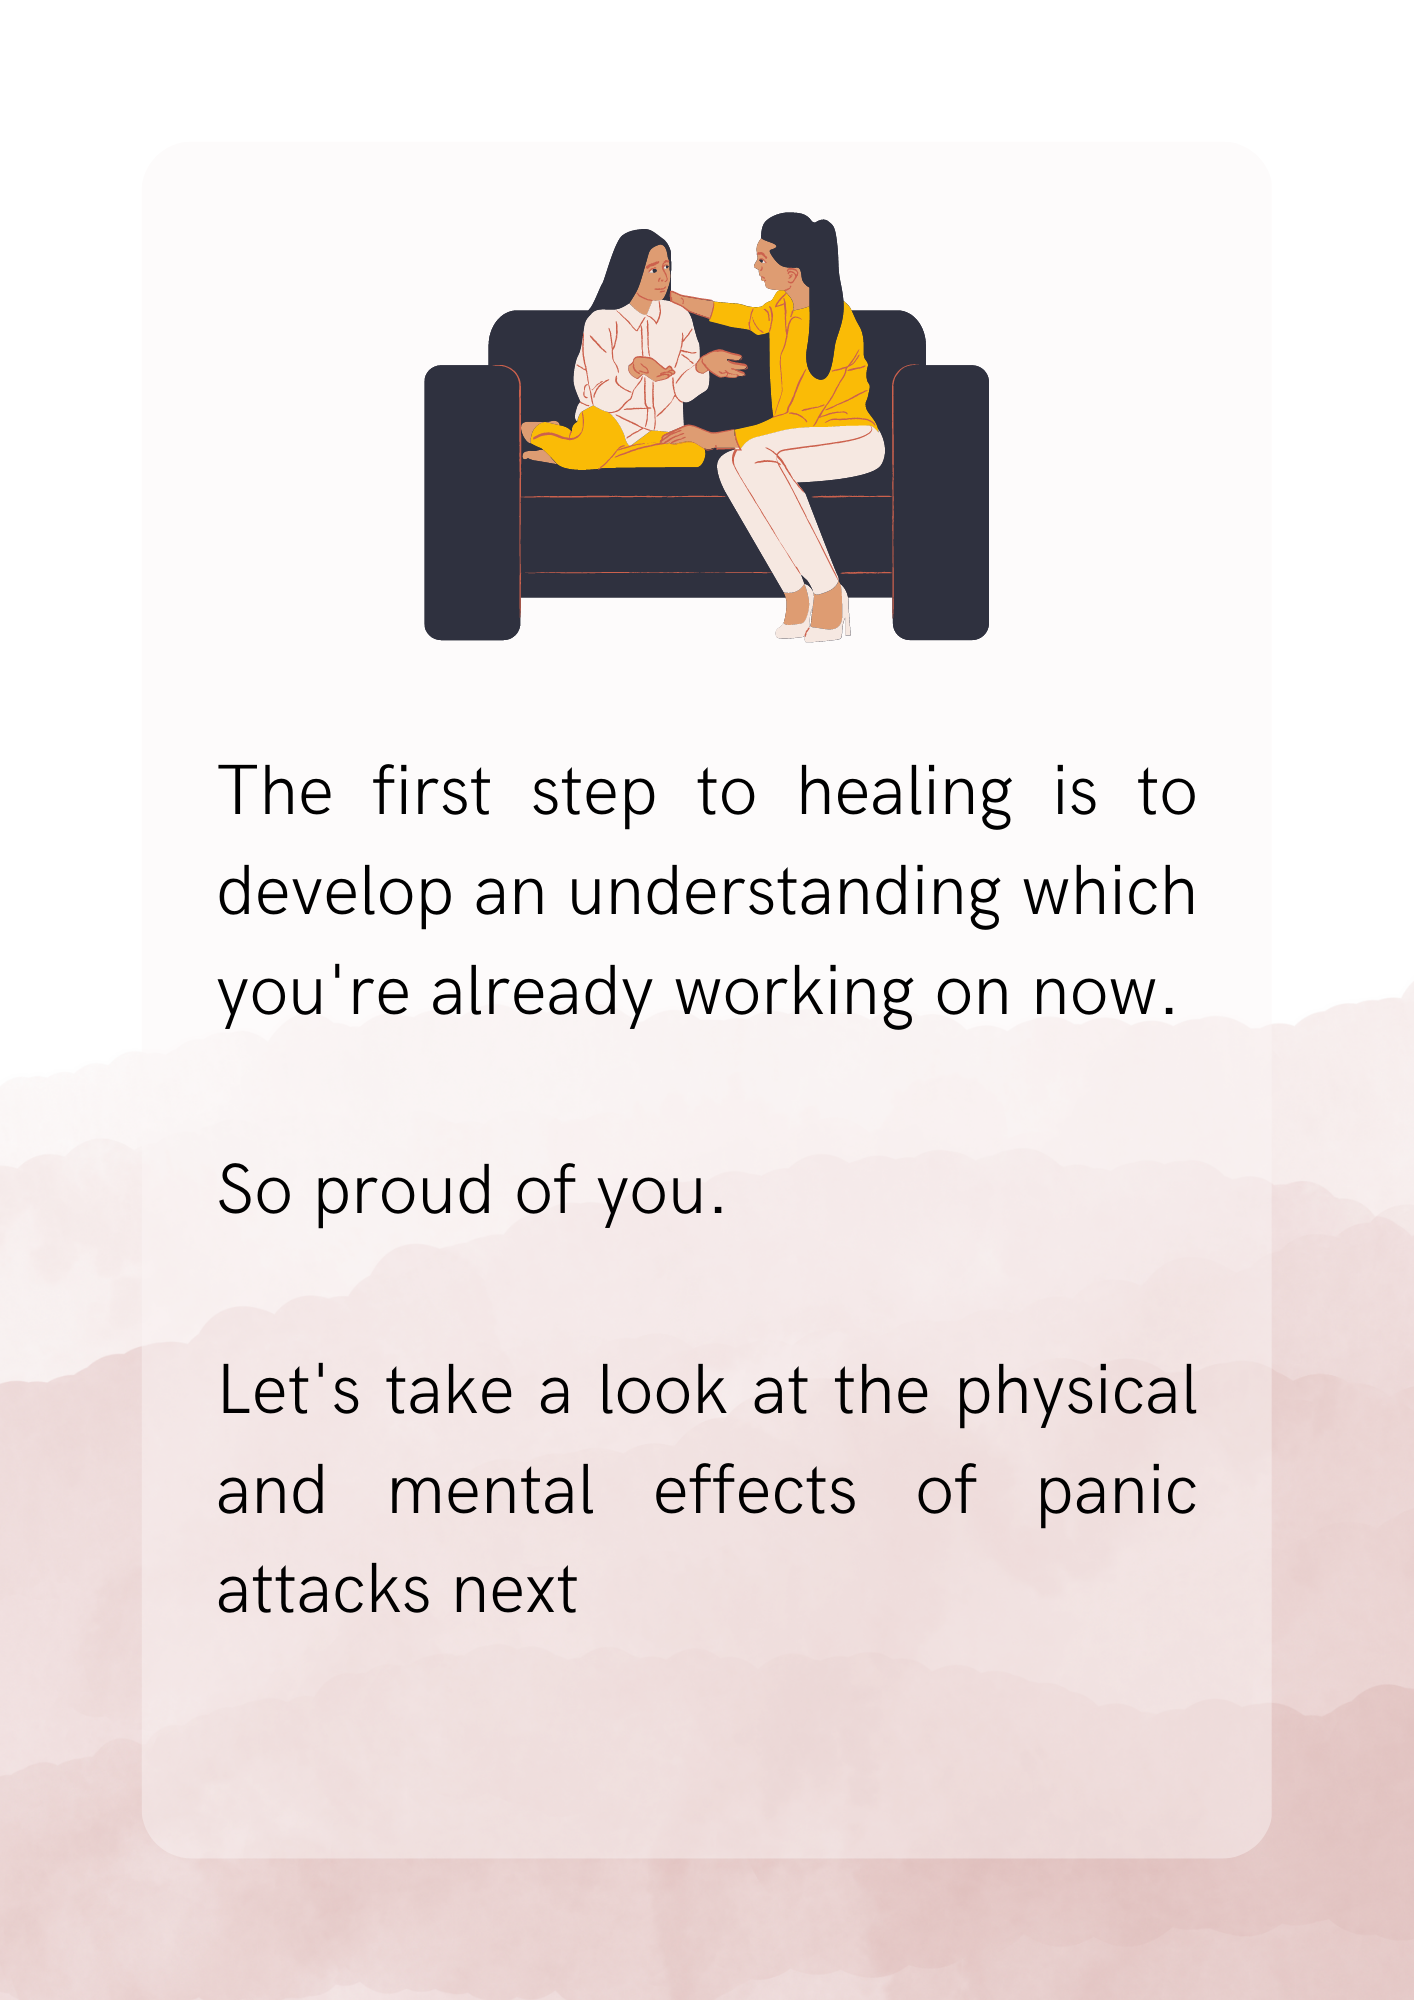 The first step to healing is to
develop an understanding which
you're already working on now.
So proud of you.
Let's take a look at the physical
and mental effects of panic
attacks next